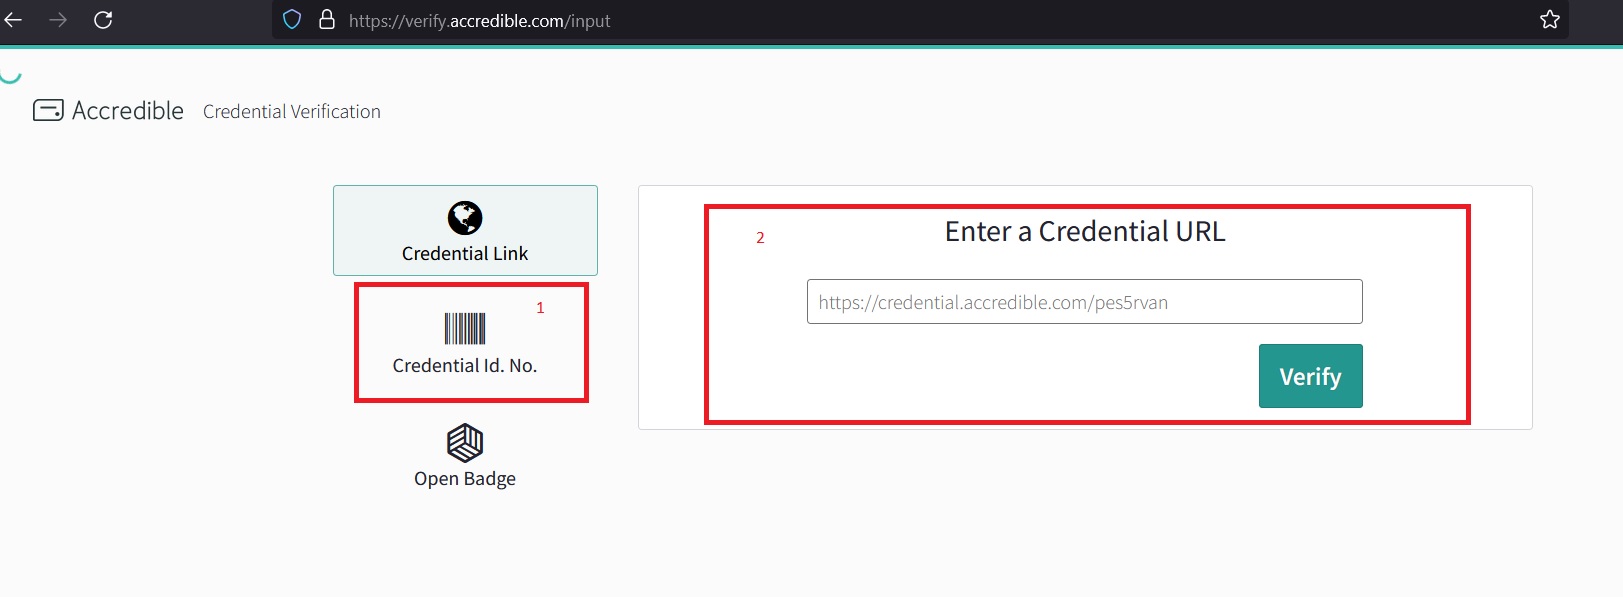 https://verify.accredible.com/input
Accredible Credential Verification
Credential Link
1
Credential Id. No.
Open Badge
2
Enter a Credential URL
https://credential.accredible.com/pes5rvan
Verify